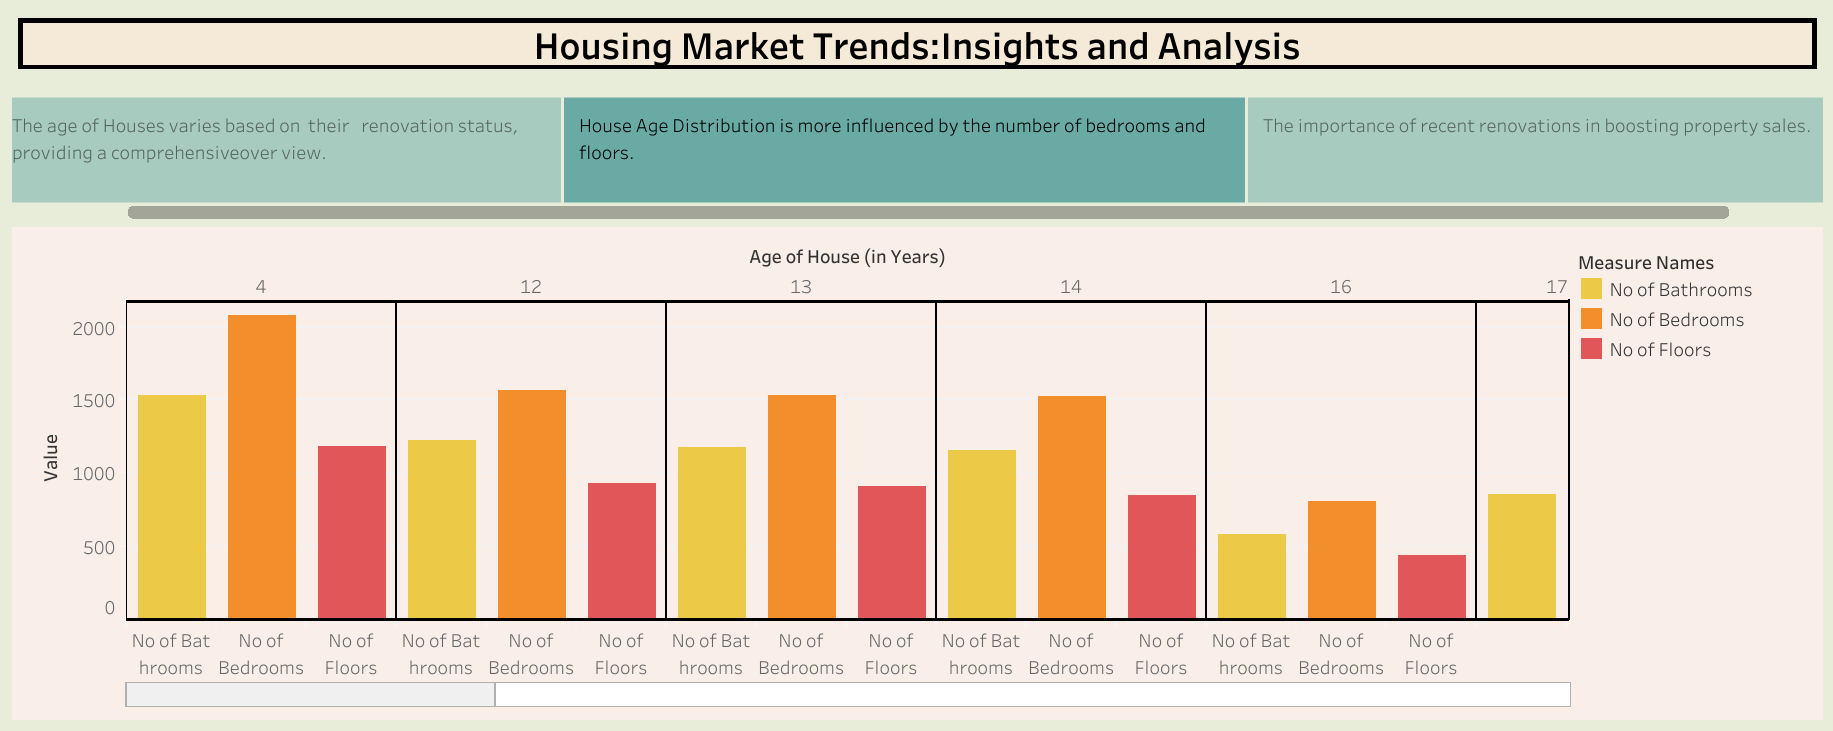 Housing Market Trends:Insights and Analysis
The age of Houses varies based on  their   renovation status,
providing a comprehensiveover view.
House Age Distribution is more influenced by the number of bedrooms and
floors.
The importance of recent renovations in boosting property sales.
Age of House (in Years)
4 12 13 14 16 17
Measure Names
No of Bathrooms
No of Bedrooms
No of Floors
Value
2000
1500
1000
500
0
No of Bat No of No of No of Bat No of No of No of Bat No of No of No of Bat No of No of No of Bat No of No of
hrooms Bedrooms Floors hrooms Bedrooms Floors hrooms Bedrooms Floors hrooms Bedrooms Floors hrooms Bedrooms Floors